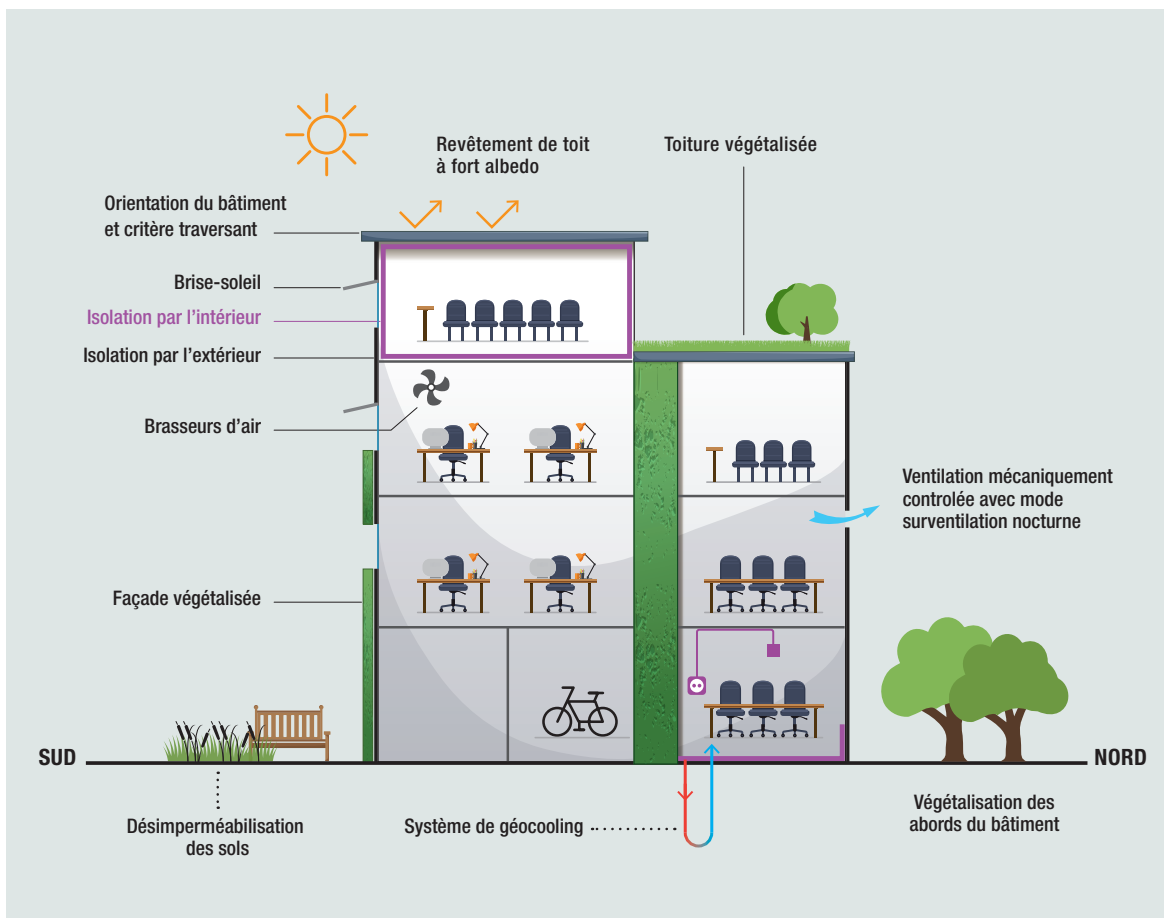 Revêtement de toit
à fort albedo
Toiture végétalisée
Orientation du bâtiment
et critère traversant
Brise-soleil
Isolation par l’intérieur
Isolation par l’extérieur
Brasseurs d’air
Ventilation mécaniquement
controlée avec mode
surventilation nocturne
Façade végétalisée
SUD
NORD
Désimperméabilisation
des sols
Système de géocooling
Végétalisation des
abords du bâtiment